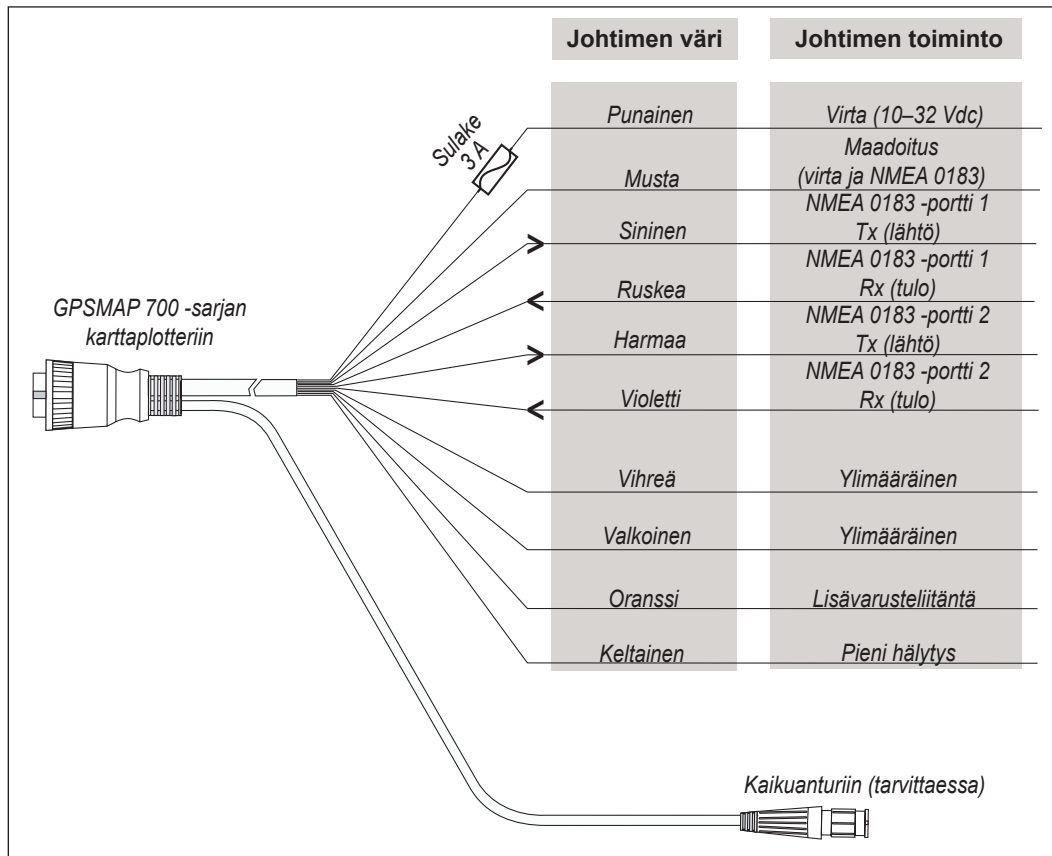 Johtimen väri
Johtimen toiminto
Sulake
3 A
Punainen
Virta (10–32 Vdc)
Musta
Maadoitus
(virta ja NMEA 0183)
Sininen
NMEA 0183 -portti 1
Tx (lähtö)
Ruskea
NMEA 0183 -portti 1
Rx (tulo)
Harmaa
NMEA 0183 -portti 2
Tx (lähtö)
Violetti
NMEA 0183 -portti 2
Rx (tulo)
Vihreä
Ylimääräinen
Valkoinen
Ylimääräinen
Oranssi
Lisävarusteliitäntä
Keltainen
Pieni hälytys
GPSMAP 700 -sarjan
karttaplotteriin
Kaikuanturiin (tarvittaessa)